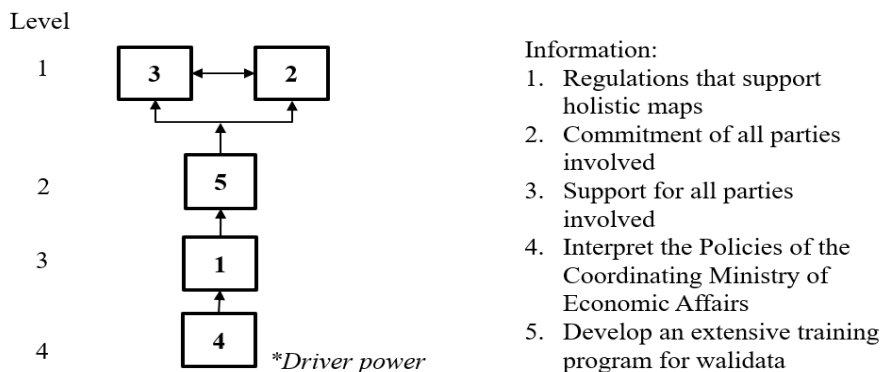 Level
1
3
2
2
5
3
1
4
4
*Driver power
Information:
1. Regulations that support
holistic maps
2. Commitment of all parties
involved
3. Support for all parties
involved
4. Interpret the Policies of the
Coordinating Ministry of
Economic Affairs
5. Develop an extensive training
program for walidata